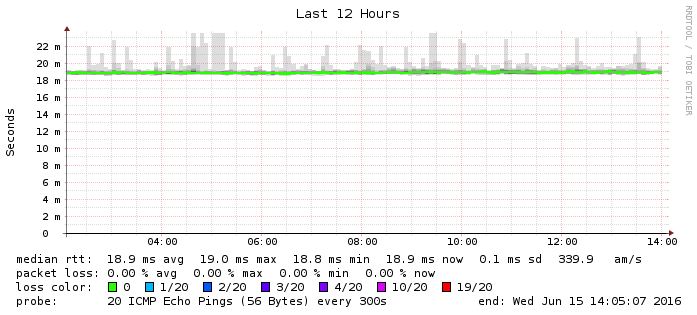 Last 12 Hours
RRDTOOL / TOBI OETIKER
Seconds
22 m
20 m
18 m
16 m
14 m
12 m
10 m
8 m
6 m
4 m
2 m
0
04:00 06:00 08:00 10:00 12:00 14:00
median rtt: 18.9 ms avg 19.0 ms max 18.8 ms min 18.9 ms now 0.1 ms sd 339.9 am/s
packet loss: 0.00 % avg 0.00 % max 0.00 % min 0.00 % now
loss color: 0 1/20 2/20 3/20 4/20 10/20 19/20
probe: 20 ICMP Echo Pings (56 Bytes) every 300s end: Wed Jun 15 14:05:07 2016